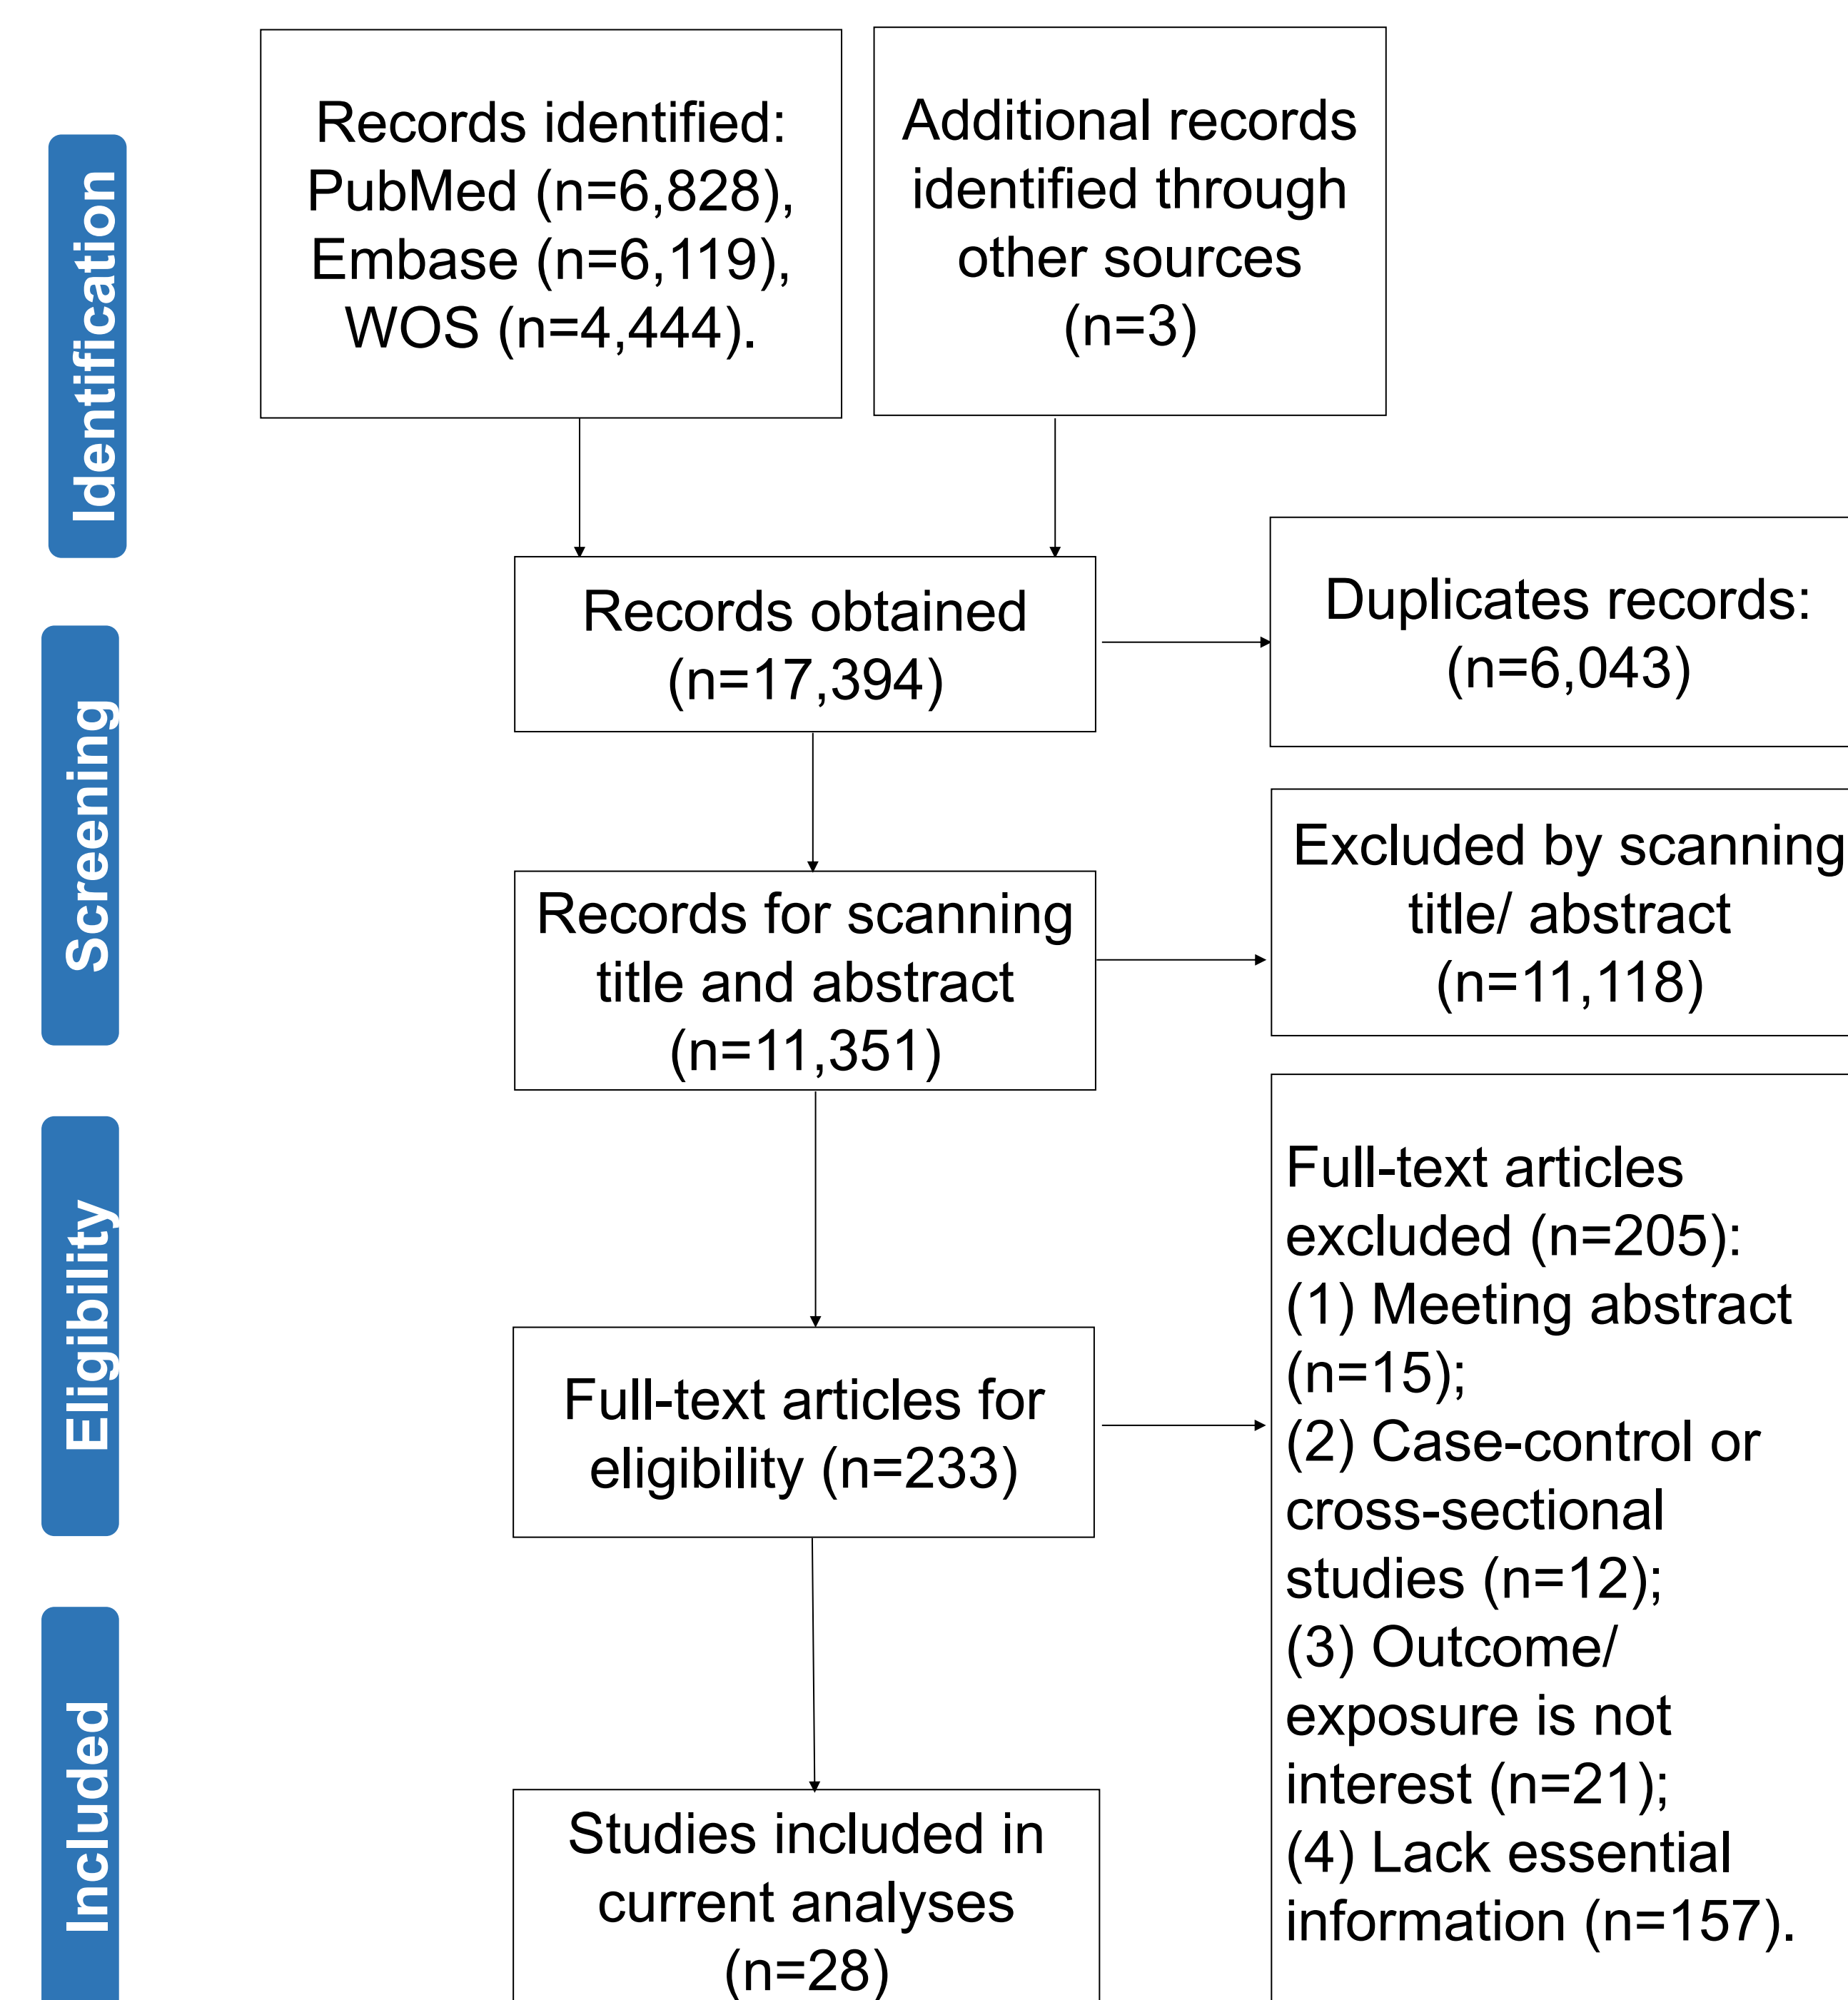 Identification
Records identified:
PubMed (n=6,828),
Embase (n=6,119),
WOS (n=4,444).
Additional records
identified through
other sources
(n=3)
Records obtained
(n=17,394)
Duplicates records:
(n=6,043)
Screening
Records for scanning
title and abstract
(n=11,351)
Excluded by scanning
title/ abstract
(n=11,118)
Eligibility
Full-text articles for
eligibility (n=233)
Full-text articles
excluded (n=205):
(1) Meeting abstract
(n=15);
(2) Case-control or
cross-sectional
studies (n=12);
(3) Outcome/
exposure is not
interest (n=21);
(4) Lack essential
information (n=157).
Included
Studies included in
current analyses
(n=28)